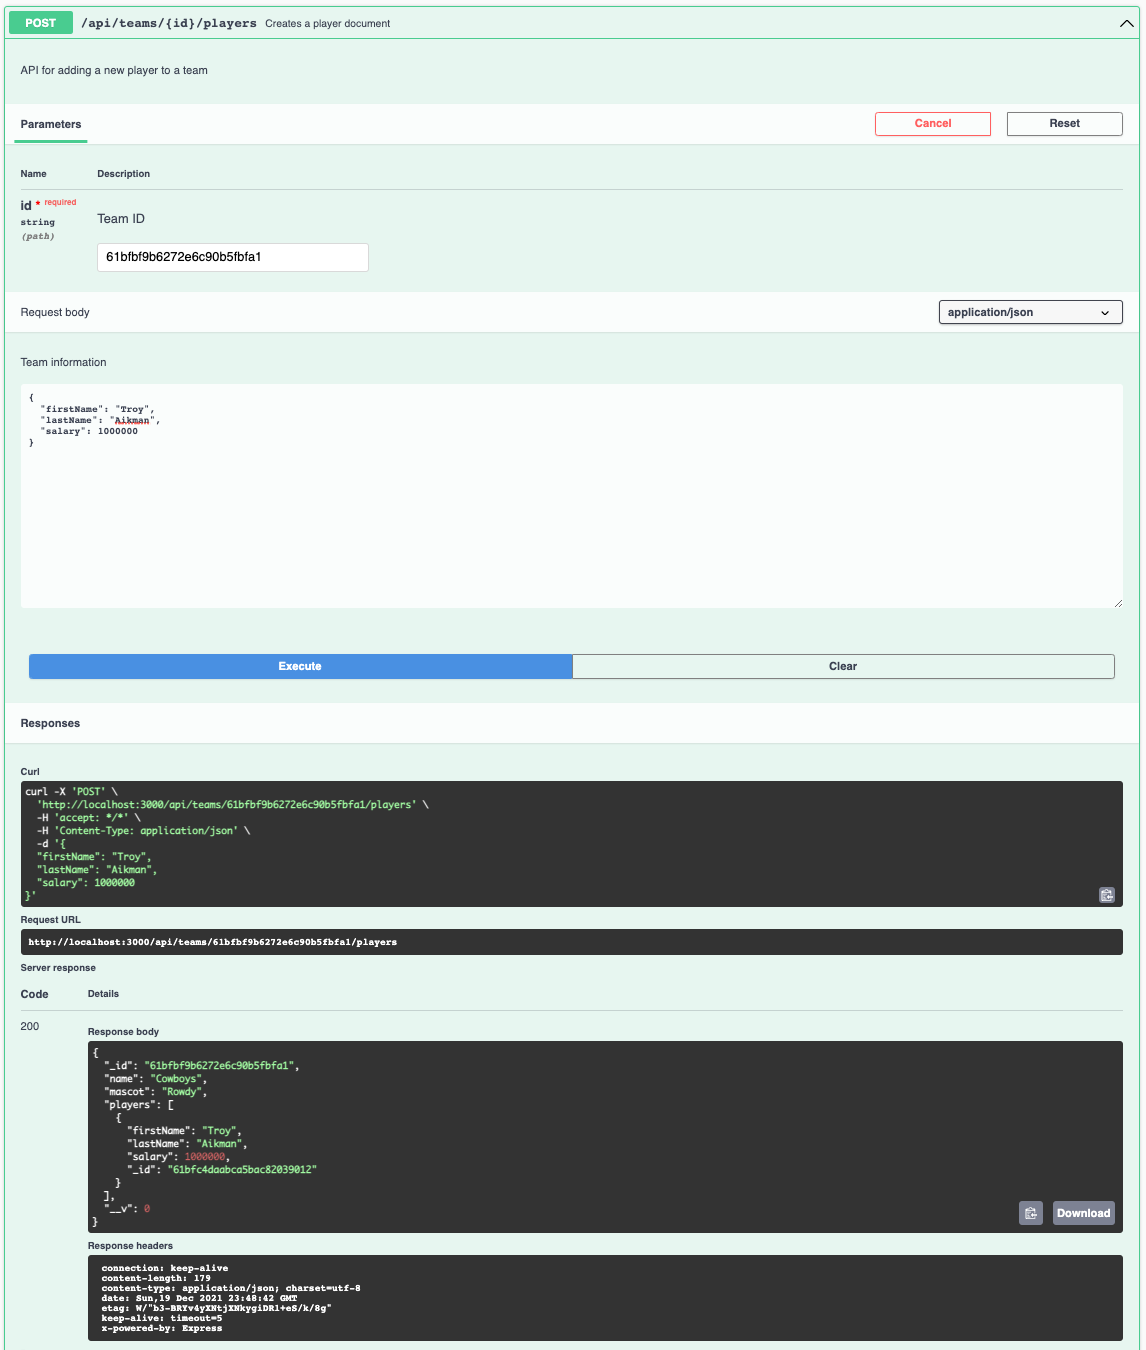 POST /api/teams/{id}/players Creates a player document
API for adding a new player to a team
Parameters
Cancel
Reset
Name Description
id * required
string
(path)
Team ID
61bfbf9b6272e6c90b5fbfa1
Request body
application/json
Team information
{
"firstName": "Troy",
"lastName": "Aikman",
"salary": 1000000
}
Execute
Clear
Responses
Curl
curl -X 'POST' \
'http://localhost:3000/api/teams/61bfbf9b6272e6c90b5fbfa1/players' \
-H 'accept: */*' \
-H 'Content-Type: application/json' \
-d '{
"firstName": "Troy",
"lastName": "Aikman",
"salary": 1000000
}'
Request URL
http://localhost:3000/api/teams/61bfbf9b6272e6c90b5fbfa1/players
Server response
Code Details
200
Response body
{
"_id": "61bfbf9b6272e6c90b5fbfa1",
"name": "Cowboys",
"mascot": "Rowdy",
"players": [
{
"firstName": "Troy",
"lastName": "Aikman",
"salary": 1000000,
"_id": "61bfc4daabca5bac82039012"
}
],
"__v": 0
}
Download
Response headers
connection: keep-alive
content-length: 179
content-type: application/json; charset=utf-8
date: Sun,19 Dec 2021 23:48:42 GMT
etag: W/"b3-BRYv4yXNtjXNkygiDR1+eS/k/8g"
keep-alive: timeout=5
x-powered-by: Express